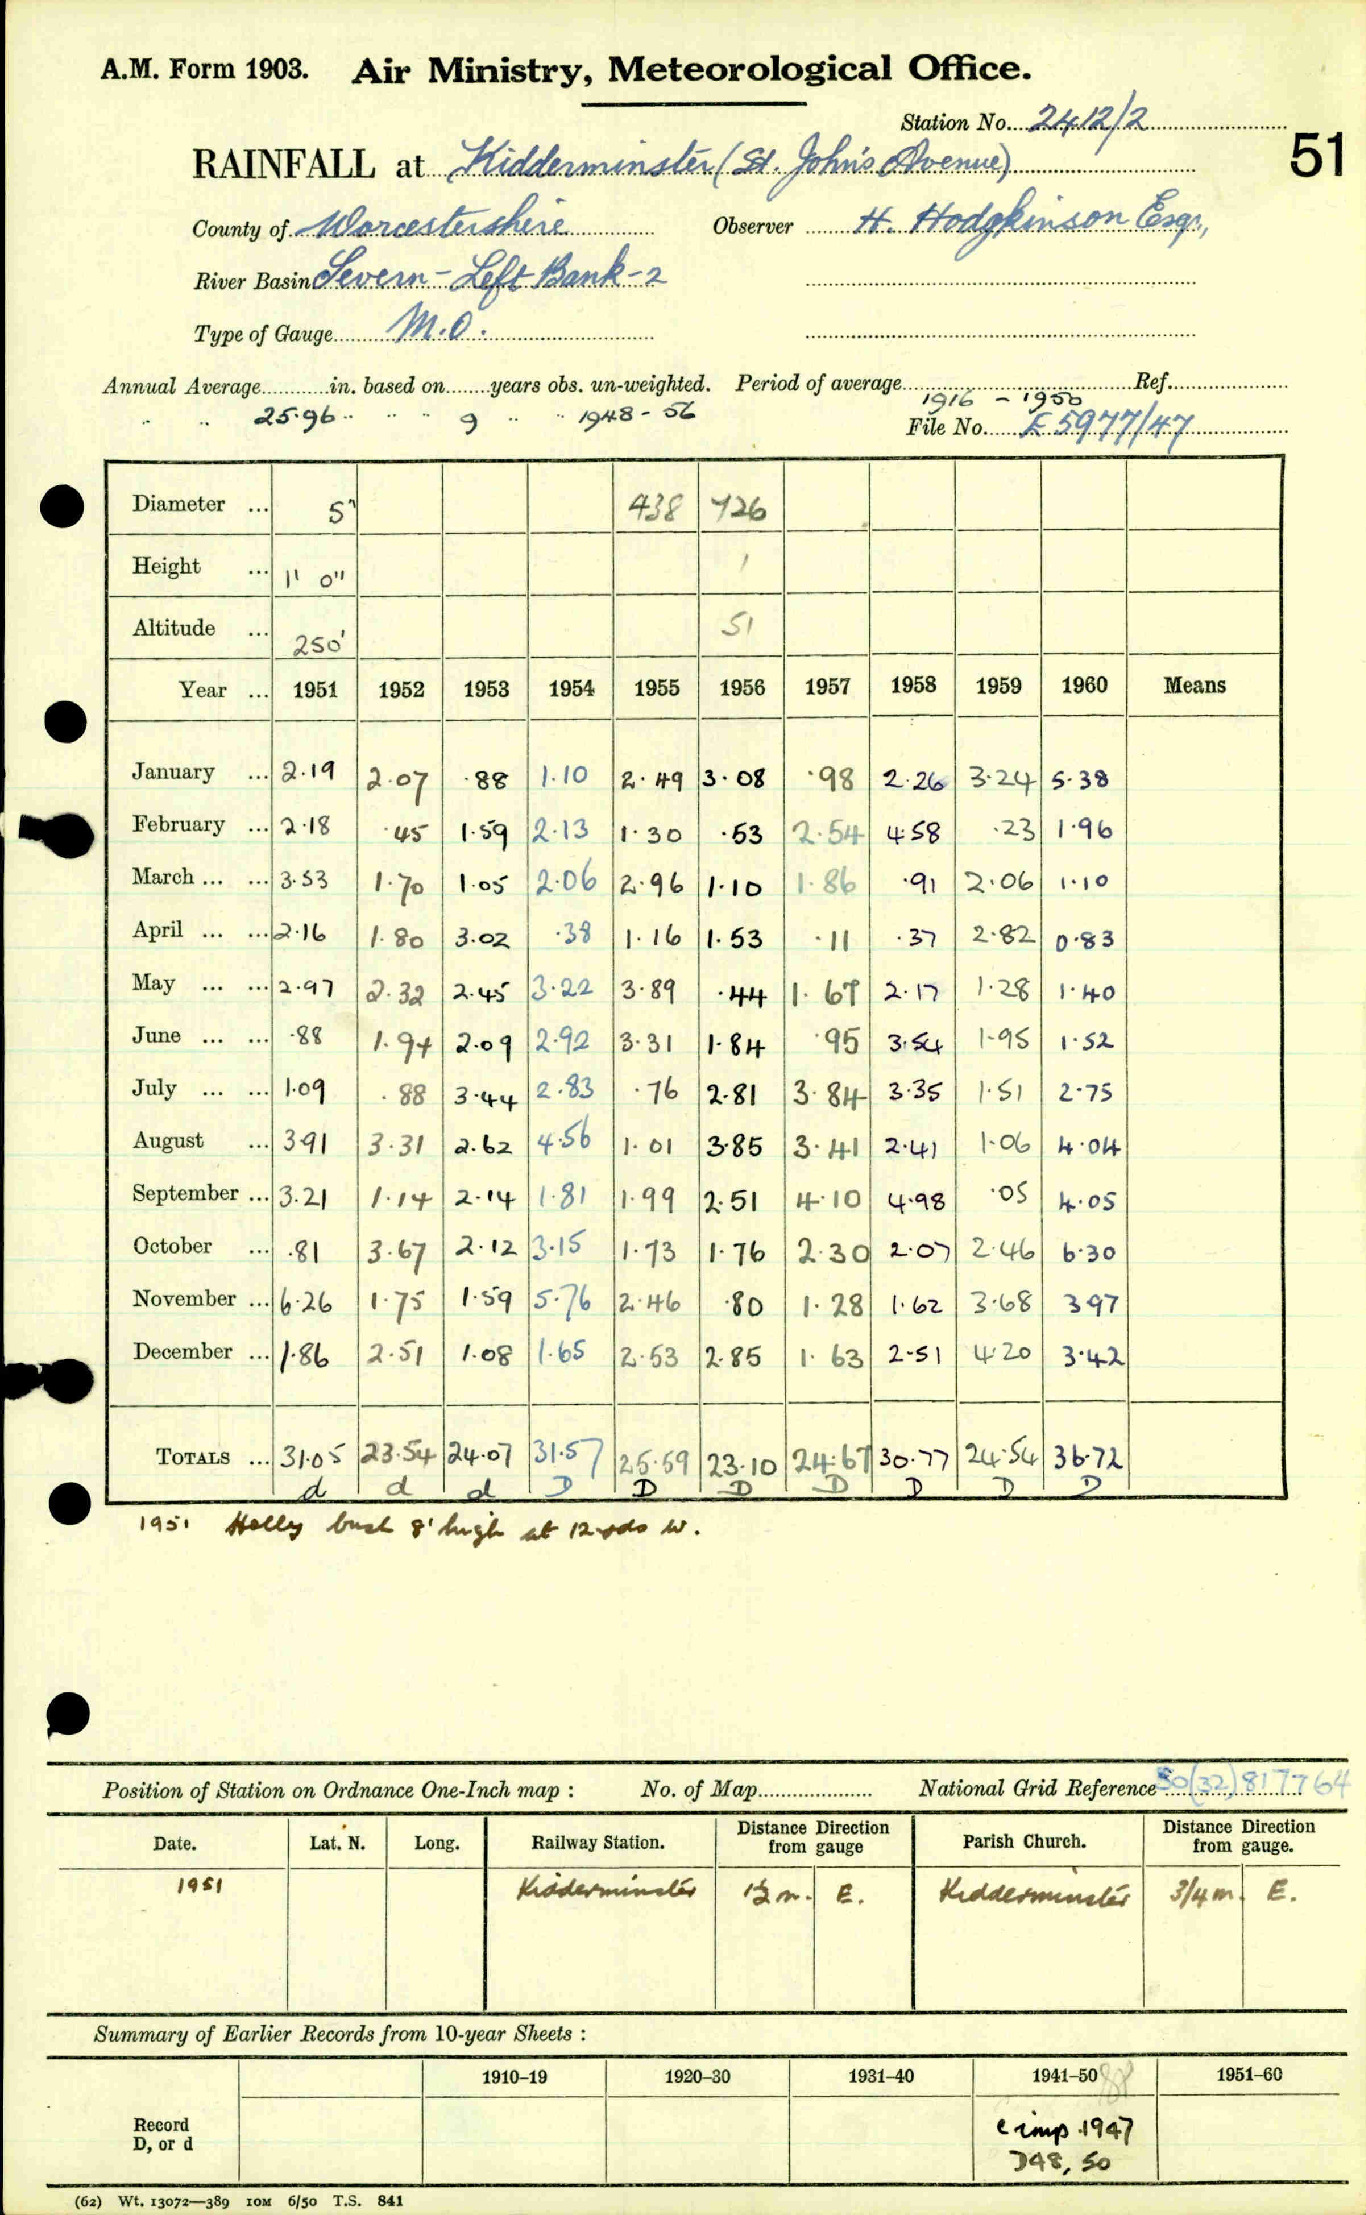 A.M. Form 1903. Air Ministry, Meteorological Office.
Station No. 2412/2
51
RAINFALL at Kidderminster (St. John's Avenue)
County of Worcestershire Observer H. Hodgkinson Esq.,
River Basin Severn - Left Bank - 2
Type of Gauge M.O.
Annual Average in. based on years obs. un-weighted. Period of average 1916 - 1950 Ref.
" " 25.96 " " " 9 " " 1948 - 56 File No. E 5977/47
Diameter ... 5" 438 726
Height ... 1' 0" 1
Altitude ... 250' 51
Year ... 1951 1952 1953 1954 1955 1956 1957 1958 1959 1960 Means
January ... 2.19 2.07 .88 1.10 2.49 3.08 .98 2.26 3.24 5.38
February ... 2.18 .45 1.59 2.13 1.30 .53 2.54 4.58 .23 1.96
March ... ... 3.53 1.70 1.05 2.06 2.96 1.10 1.86 .91 2.06 1.10
April ... ... 2.16 1.80 3.02 .38 1.16 1.53 .11 .37 2.82 0.83
May ... ... 2.97 2.32 2.45 3.22 3.89 .44 1.67 2.17 1.28 1.40
June ... ... .88 1.94 2.09 2.92 3.31 1.84 .95 3.54 1.95 1.52
July ... ... 1.09 .88 3.44 2.83 .76 2.81 3.84 3.35 1.51 2.75
August ... 3.91 3.31 2.62 4.56 1.01 3.85 3.41 2.41 1.06 4.04
September ... 3.21 1.14 2.14 1.81 1.99 2.51 4.10 4.98 .05 4.05
October ... .81 3.67 2.12 3.15 1.73 1.76 2.30 2.07 2.46 6.30
November ... 6.26 1.75 1.59 5.76 2.46 .80 1.28 1.62 3.68 3.97
December ... 1.86 2.51 1.08 1.65 2.53 2.85 1.63 2.51 4.20 3.42
TOTALS ... 31.05 23.54 24.07 31.57 25.59 23.10 24.67 30.77 24.54 36.72
d d d D D D D D D D
1951 Holly bush 8' high at 12 yds W.
Position of Station on Ordnance One-Inch map : No. of Map National Grid Reference 50(32)817764
Date. Lat. N. Long. Railway Station. Distance Direction from gauge Parish Church. Distance Direction from gauge.
1951 Kidderminster 1½ m. E. Kidderminster 3/4 m. E.
Summary of Earlier Records from 10-year Sheets :
1910–19 1920–30 1931–40 1941–50 1951–60
Record D, or d
c imp 1947
D48, 50
(62) Wt. 13072—389 10M 6/50 T.S. 841